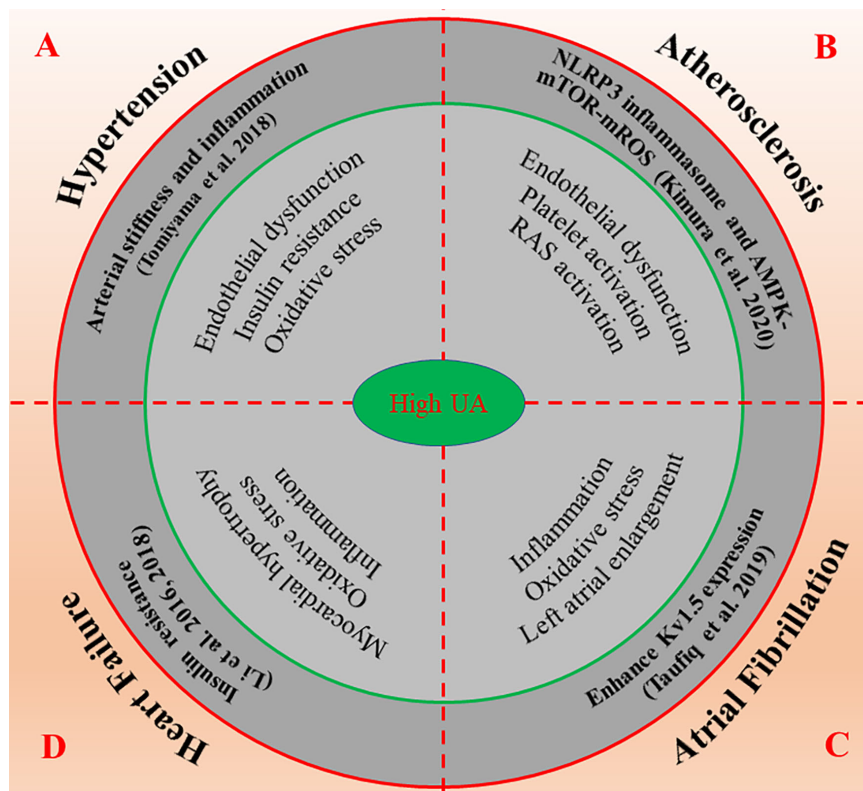 A
Hypertension
Arterial stiffness and inflammation
(Tomiyama et al. 2018)
Endothelial dysfunction
Insulin resistance
Oxidative stress
B
Atherosclerosis
NLRP3 inflammasome and AMPK-
mTOR-mROS (Kimura et al. 2020)
Endothelial dysfunction
Platelet activation
RAS activation
High UA
Inflammation
Oxidative stress
Left atrial enlargement
Enhance Kv1.5 expression
(Taufiq et al. 2019)
Atrial Fibrillation
C
Inflammation
Oxidative stress
Myocardial hypertrophy
Insulin resistance
(Li et al. 2016, 2018)
Heart Failure
D